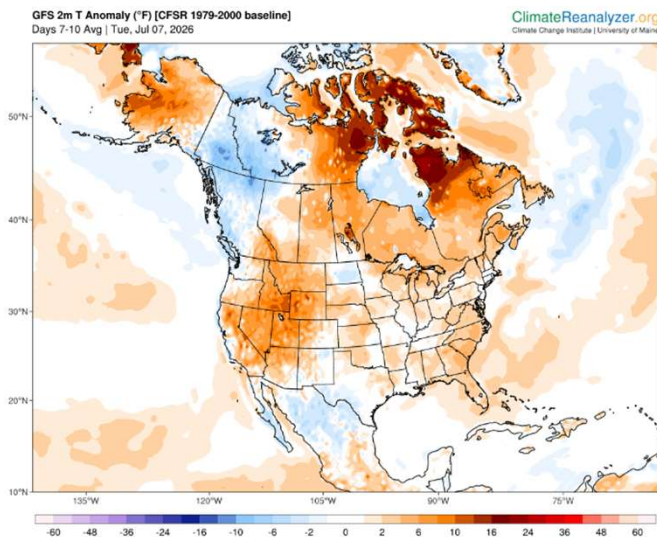 GFS 2m T Anomaly (°F) [CFSR 1979-2000 baseline]
ClimateReanalyzer.org
Days 7-10 Avg | Tue, Jul 07, 2026
Climate Change Institute | University of Maine
50°N
40°N
30°N
20°N
10°N
135°W 120°W 105°W 90°W 75°W
-60 -48 -36 -24 -16 -10 -6 -2 0 2 6 10 16 24 36 48 60